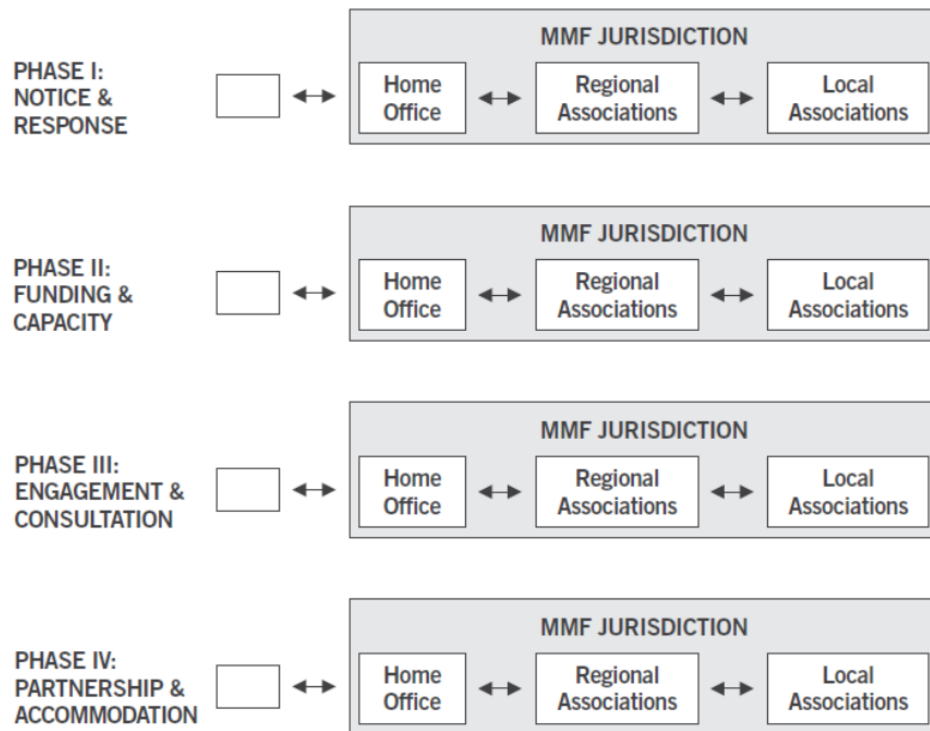 MMF JURISDICTION
PHASE I:
NOTICE &
RESPONSE
Home
Office
Regional
Associations
Local
Associations
MMF JURISDICTION
PHASE II:
FUNDING &
CAPACITY
Home
Office
Regional
Associations
Local
Associations
MMF JURISDICTION
PHASE III:
ENGAGEMENT &
CONSULTATION
Home
Office
Regional
Associations
Local
Associations
MMF JURISDICTION
PHASE IV:
PARTNERSHIP &
ACCOMMODATION
Home
Office
Regional
Associations
Local
Associations